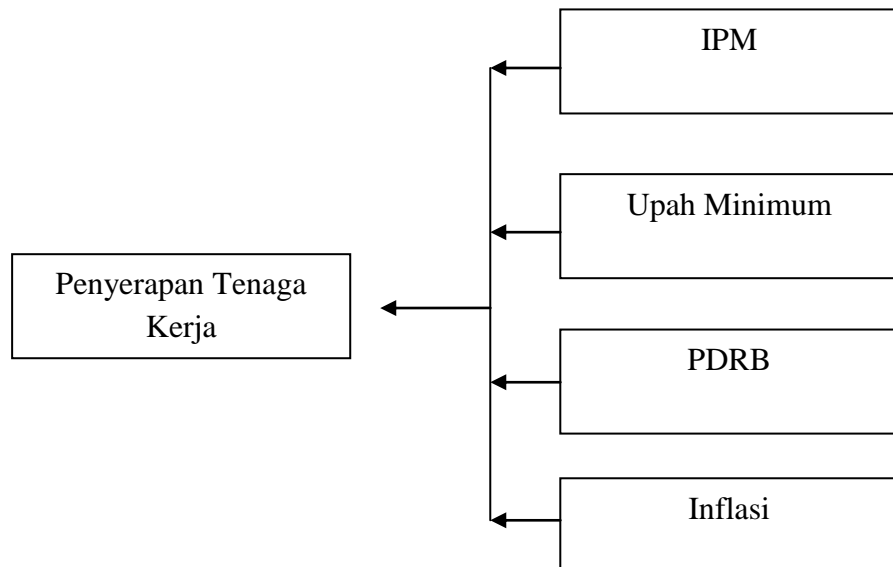 IPM
Upah Minimum
Penyerapan Tenaga
Kerja
PDRB
Inflasi